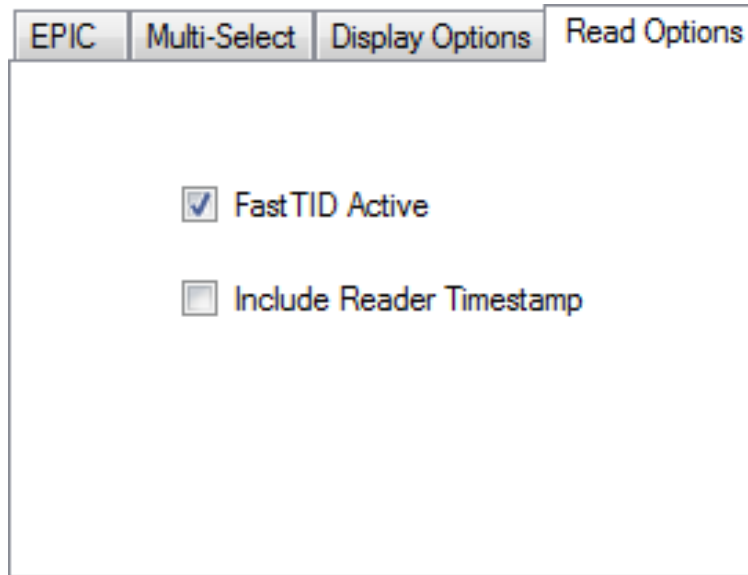 EPIC Multi-Select Display Options Read Options
FastTID Active
Include Reader Timestamp